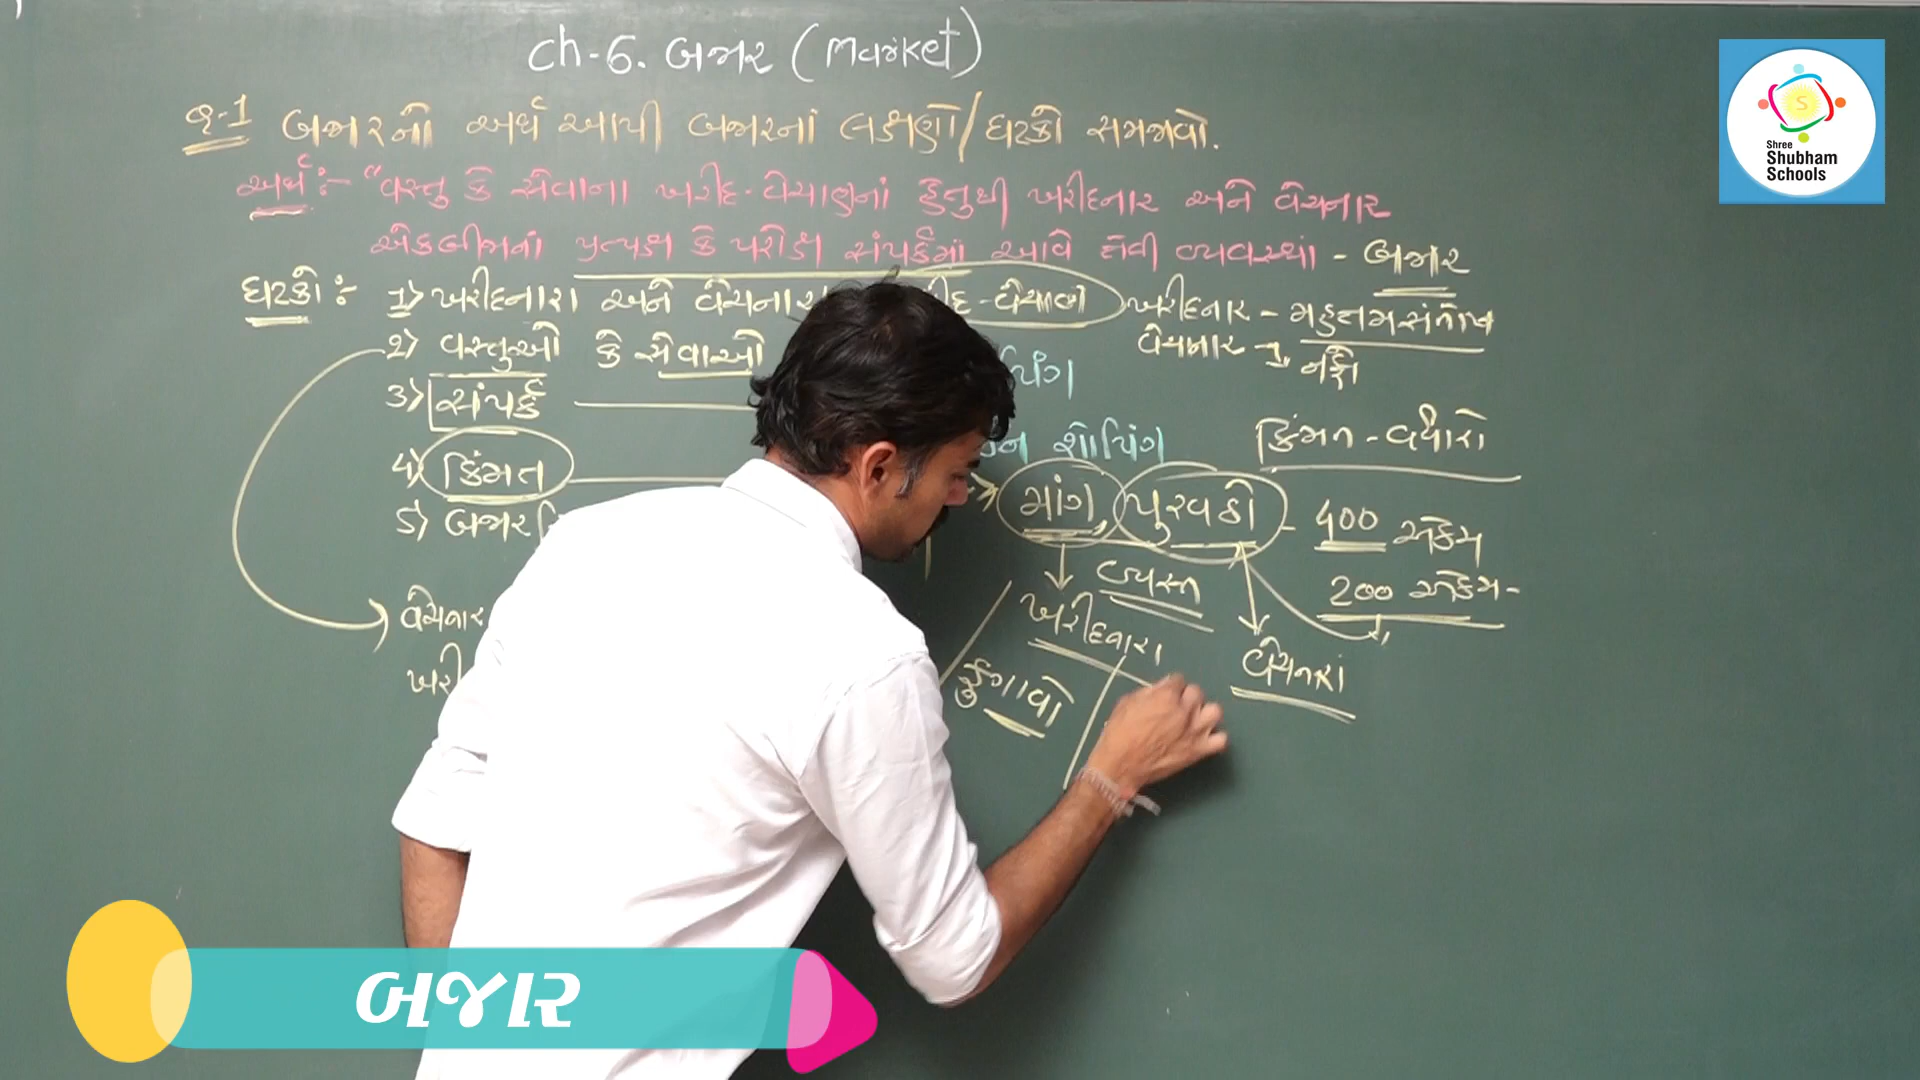 Ch-6. બજાર (Market)
Q-1 બજારનો અર્થ આપી બજારનાં લક્ષણો/ઘટકો સમજાવો.
અર્થ :- "વસ્તુ કે સેવાના ખરીદ-વેચાણનાં હેતુથી ખરીદનાર અને વેચનાર
એકબીજાનાં પ્રત્યક્ષ કે પરોક્ષ સંપર્કમાં આવે તેવી વ્યવસ્થા - બજાર
ઘટકો :- 1) ખરીદનારા અને વેચનારા
ખરીદનાર - મહત્તમ સંતોષ
વેચનાર - નફો
2) વસ્તુઓ કે સેવાઓ
3) સંપર્ક
શોપિંગ
4) કિંમત
માંગ, પુરવઠો - 400 એકમ
200 એકમ -
કિંમત - વધારો
5) બજાર
વ્યસ્ત
ખરીદનારા
વેચનારાં
ફુગાવો
વેચનાર
બજાર
Shree
Shubham
Schools
S